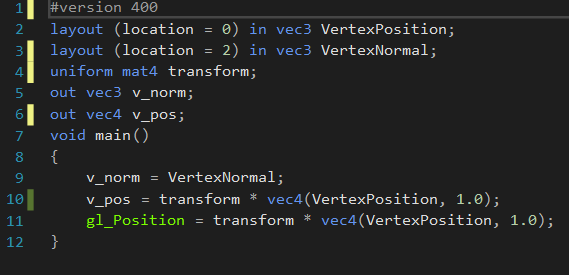 1 #version 400
2 layout (location = 0) in vec3 VertexPosition;
3 layout (location = 2) in vec3 VertexNormal;
4 uniform mat4 transform;
5 out vec3 v_norm;
6 out vec4 v_pos;
7 void main()
8 {
9     v_norm = VertexNormal;
10     v_pos = transform * vec4(VertexPosition, 1.0);
11     gl_Position = transform * vec4(VertexPosition, 1.0);
12 }